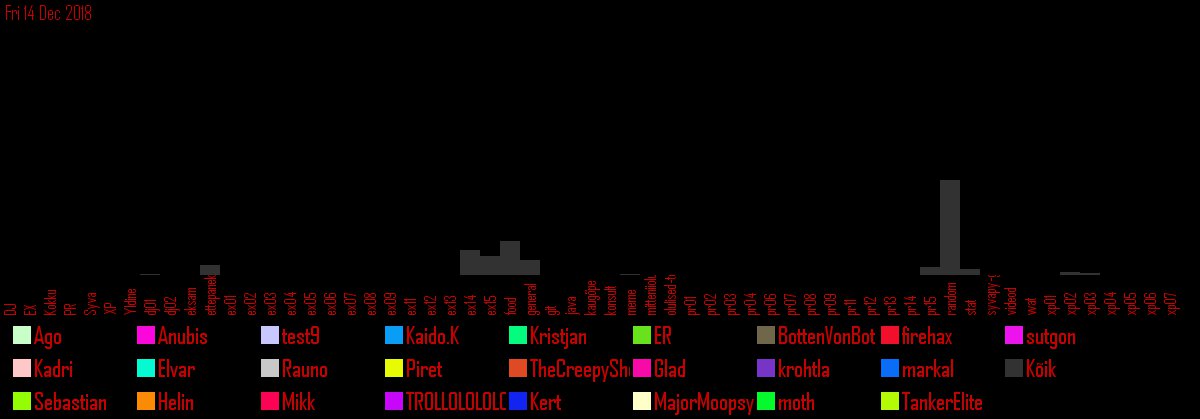 Fri 14 Dec 2018
DJ EX Kokku PR Syva XP Yldine dj01 dj02 eksam ettepanek ex01 ex02 ex03 ex04 ex05 ex06 ex07 ex08 ex09 ex11 ex12 ex13 ex14 ex15 food general git java kaugõpe konsult meme mitteniloli olulised-t pr01 pr02 pr03 pr04 pr06 pr07 pr08 pr09 pr11 pr12 pr13 pr14 pr15 random stat syvapy-t videod wat xp01 xp02 xp03 xp04 xp05 xp06 xp07
Ago Anubis test9 Kaido.K Kristjan ER BottenVonBot firehax sutgon
Kadri Elvar Rauno Piret TheCreepySh Glad krohtla markal Kõik
Sebastian Helin Mikk TROLLOLOLOLO Kert MajorMoopsy moth TankerElite